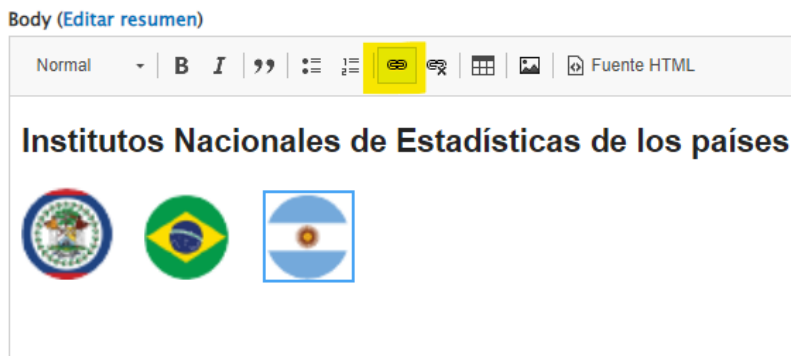 Body (Editar resumen)
Normal B I Fuente HTML
Institutos Nacionales de Estadísticas de los países